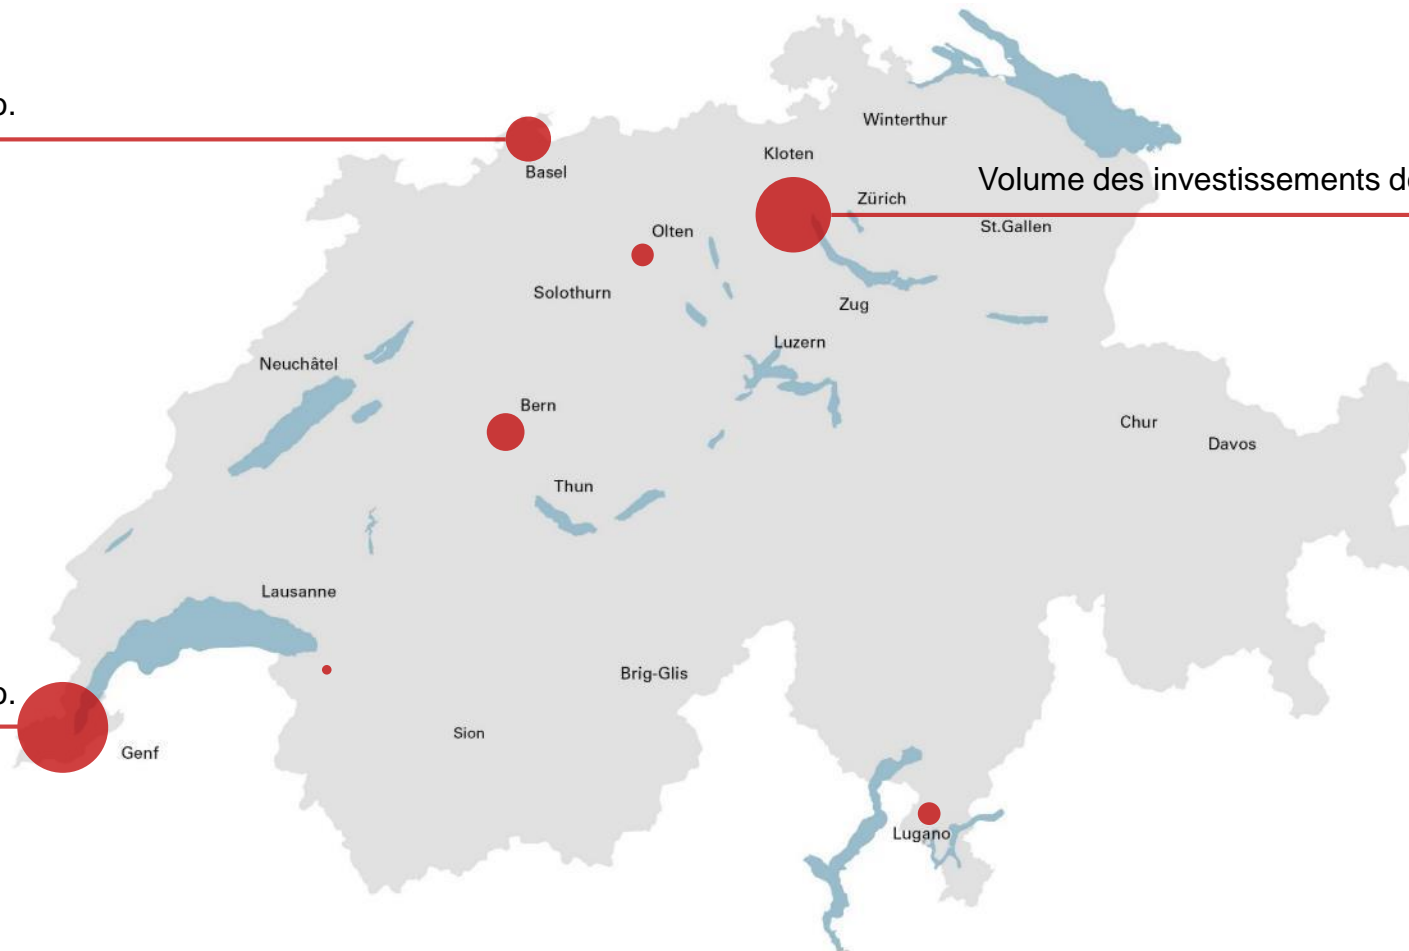 o.
Winterthur
Kloten
Basel
Volume des investissements de
Zürich
St.Gallen
Olten
Solothurn
Zug
Luzern
Neuchâtel
Bern
Chur
Davos
Thun
Lausanne
Brig-Glis
o.
Sion
Genf
Lugano